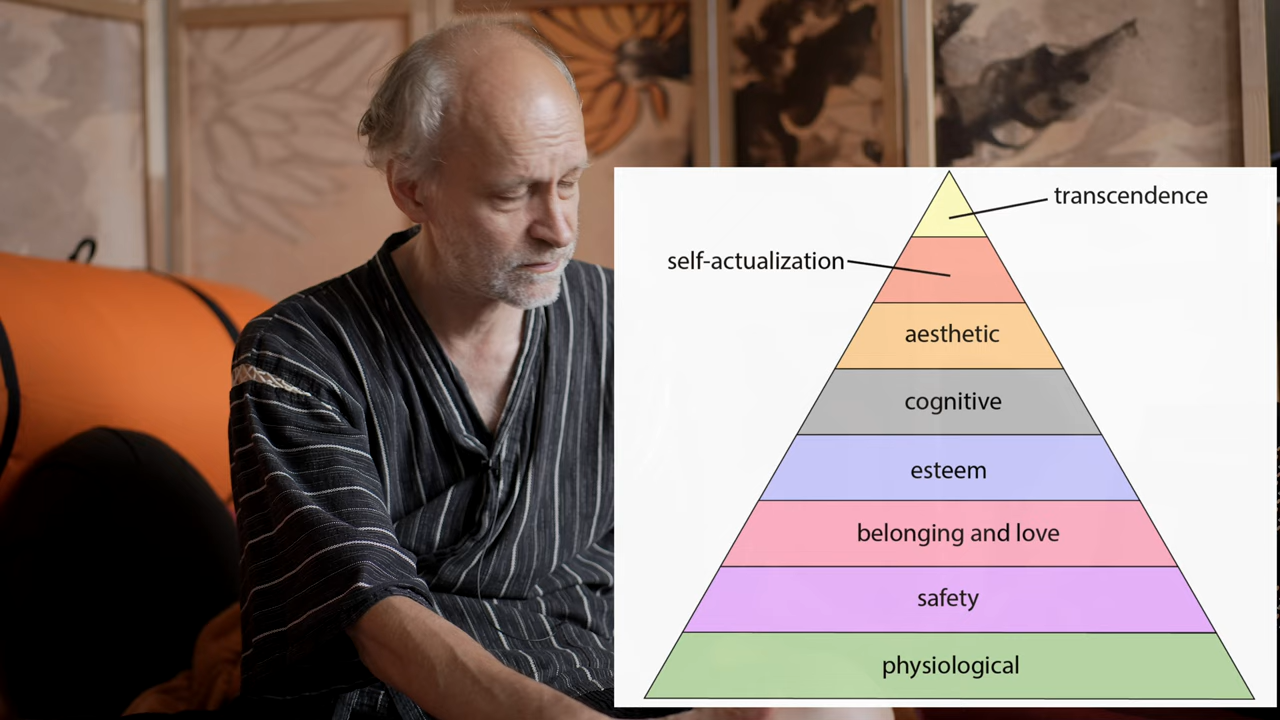 transcendence
self-actualization
aesthetic
cognitive
esteem
belonging and love
safety
physiological